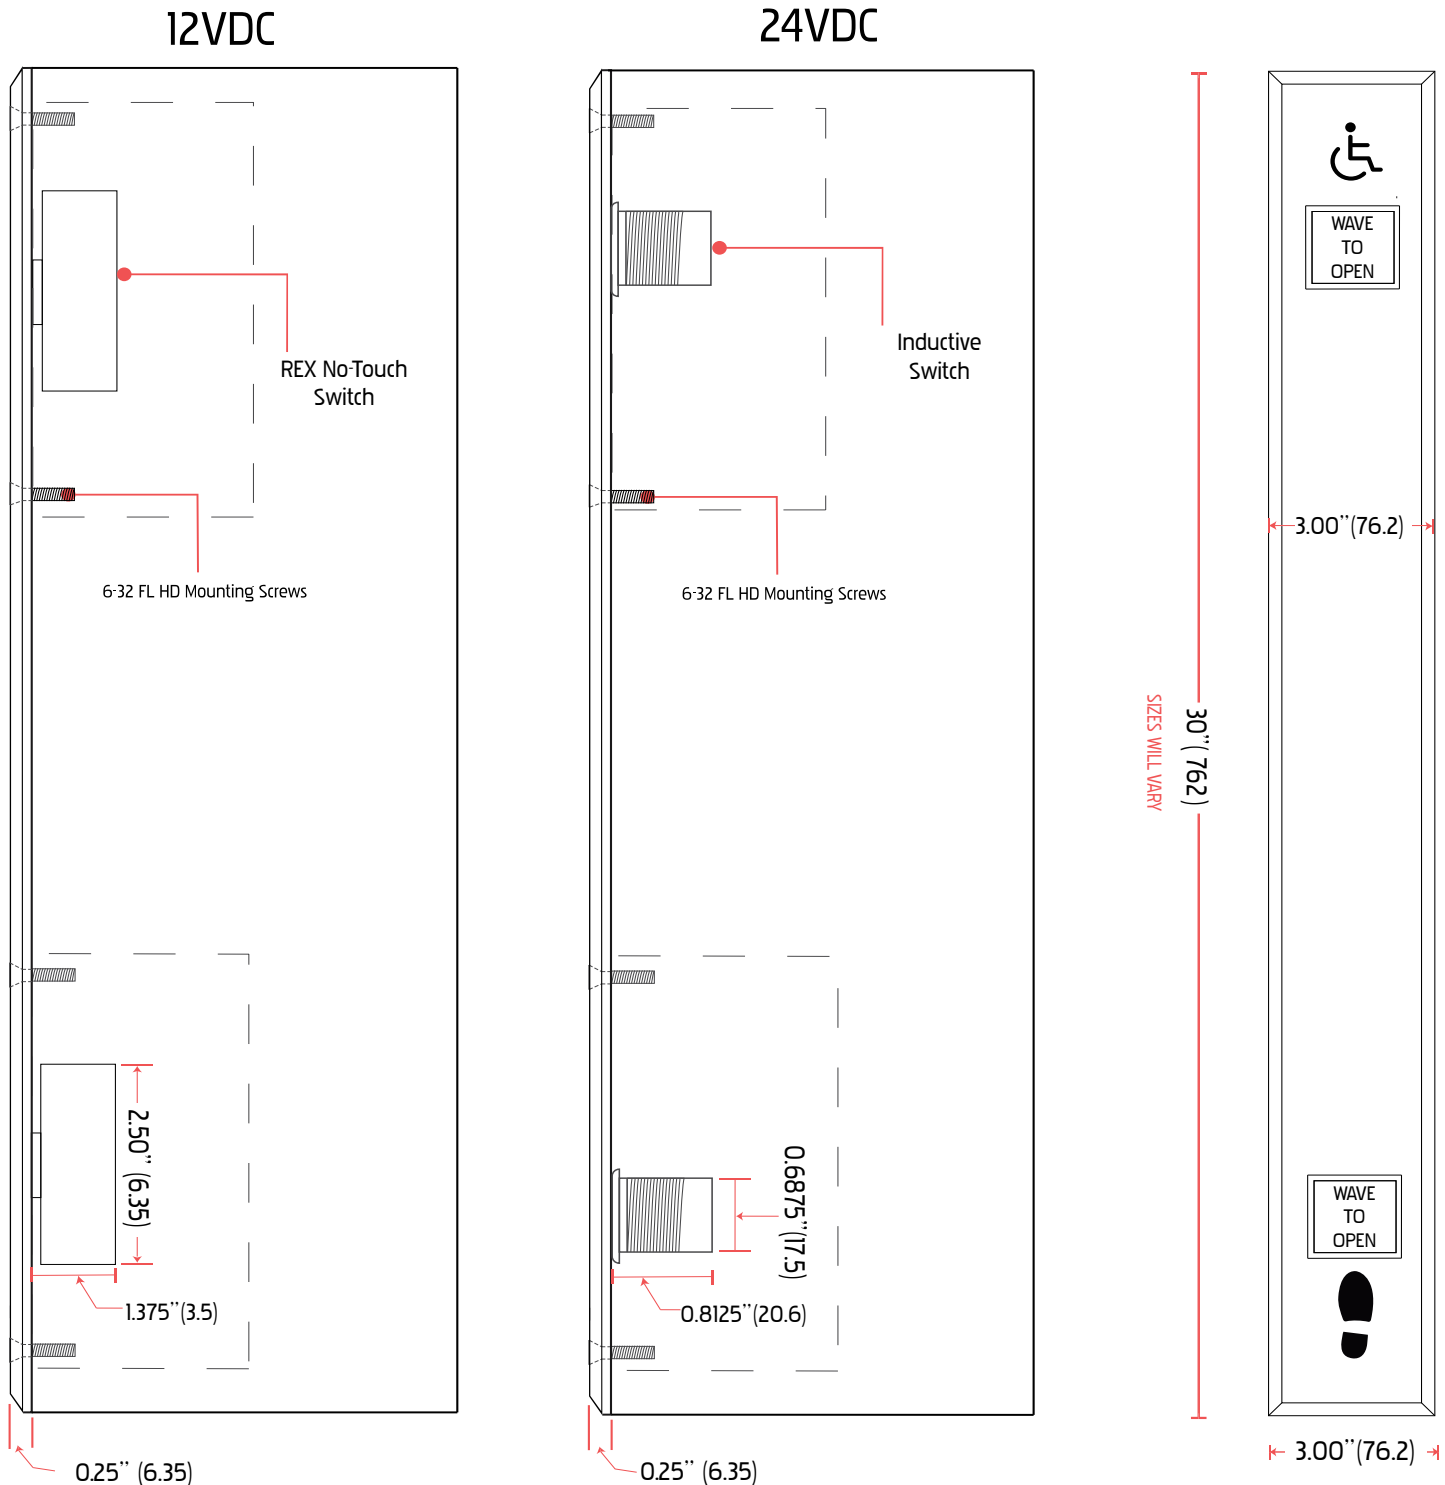 12VDC
REX No-Touch
Switch
6-32 FL HD Mounting Screws
2.50” (6.35)
1.375”(3.5)
0.25” (6.35)
24VDC
Inductive
Switch
6-32 FL HD Mounting Screws
0.6875”(17.5)
0.8125”(20.6)
0.25” (6.35)
SIZES WILL VARY
30”( 762)
WAVE
TO
OPEN
3.00”(76.2)
WAVE
TO
OPEN
3.00”(76.2)